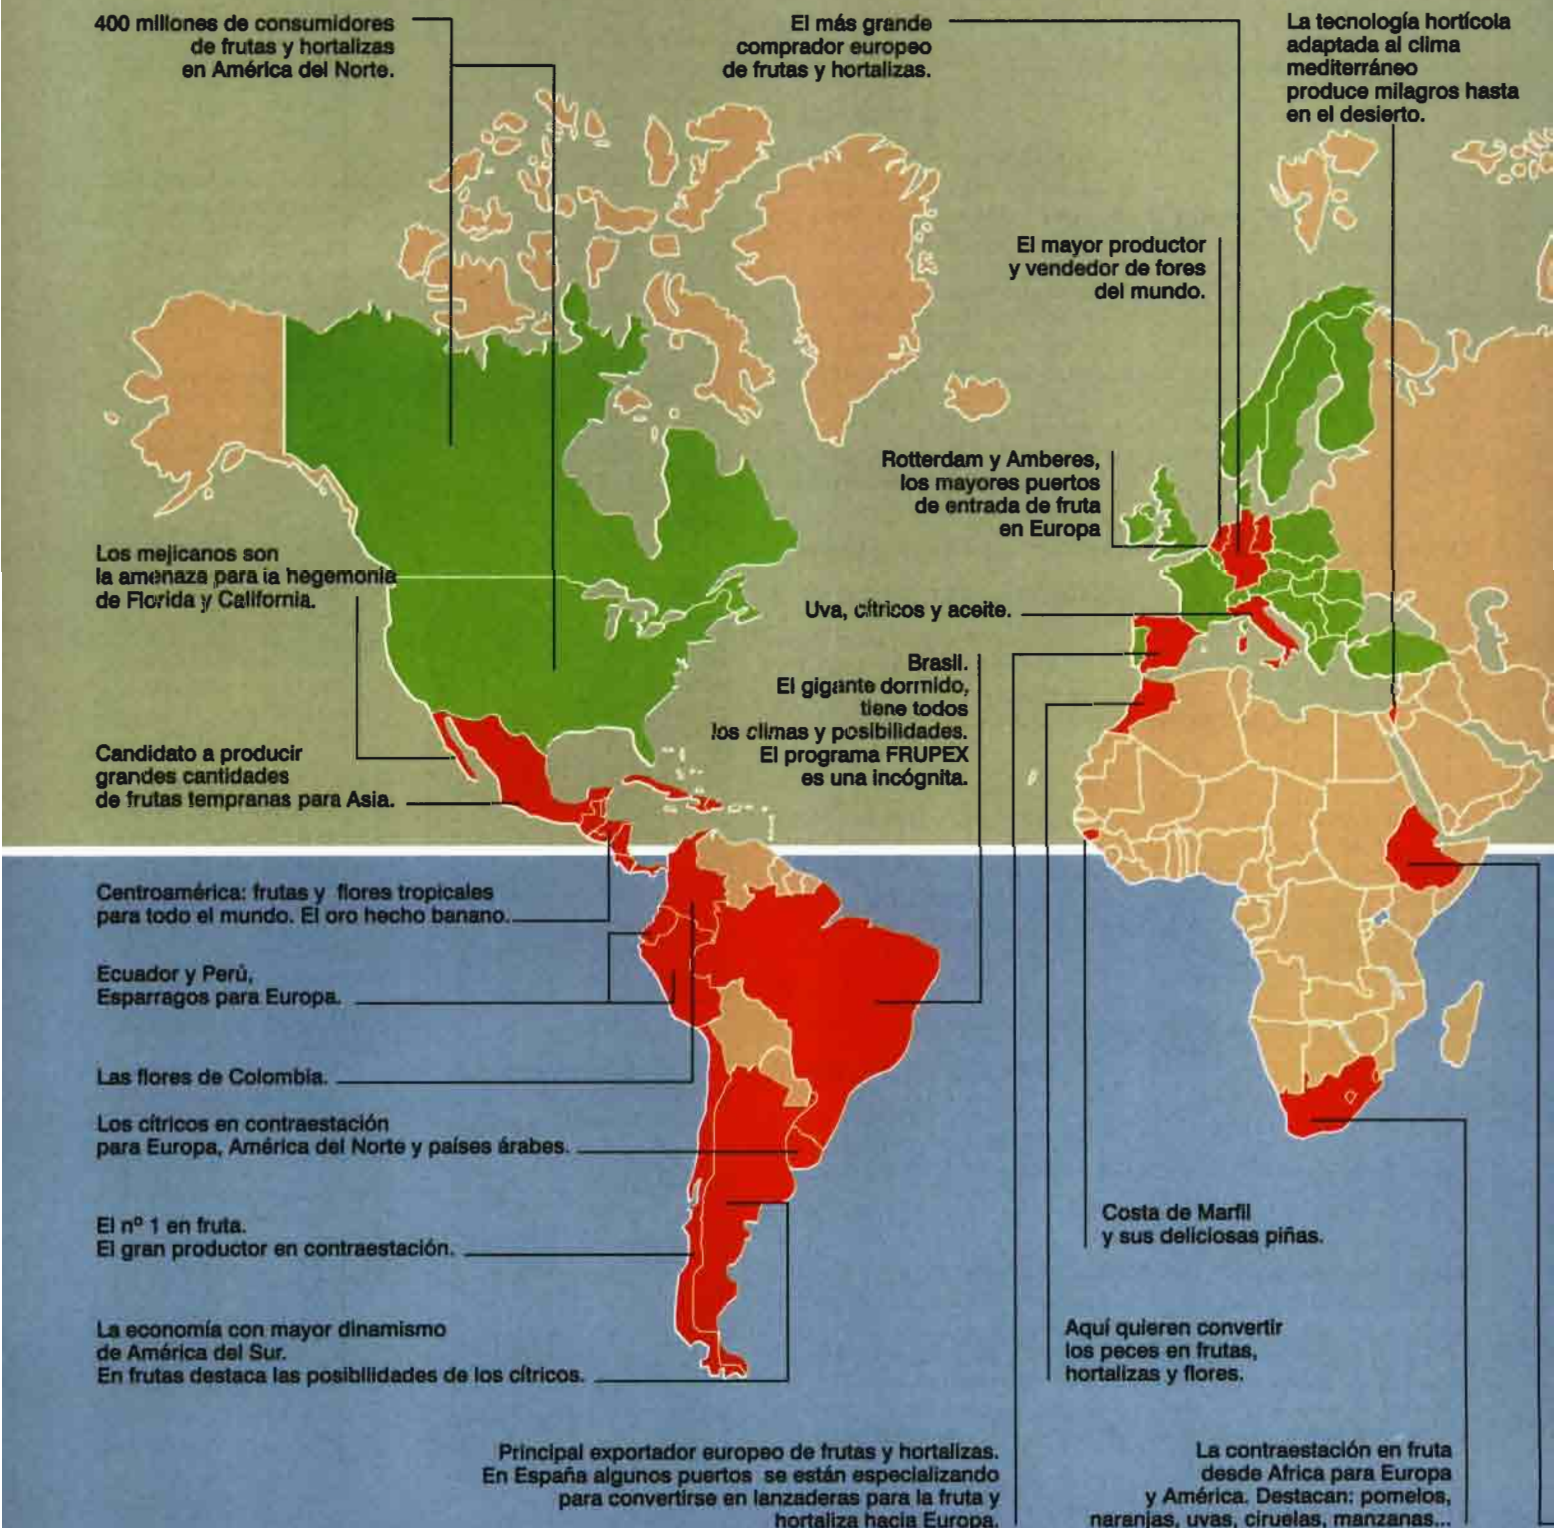 400 millones de consumidores
de frutas y hortalizas
en América del Norte.
El más grande
comprador europeo
de frutas y hortalizas.
La tecnología hortícola
adaptada al clima
mediterráneo
produce milagros hasta
en el desierto.
El mayor productor
y vendedor de fores
del mundo.
Rotterdam y Amberes,
los mayores puertos
de entrada de fruta
en Europa
Los mejicanos son
la amenaza para la hegemonía
de Florida y California.
Uva, cítricos y aceite.
Brasil.
El gigante dormido,
tiene todos
los climas y posibilidades.
El programa FRUPEX
es una incógnita.
Candidato a producir
grandes cantidades
de frutas tempranas para Asia.
Centroamérica: frutas y flores tropicales
para todo el mundo. El oro hecho banano.
Ecuador y Perú,
Esparragos para Europa.
Las flores de Colombia.
Los cítricos en contraestación
para Europa, América del Norte y países árabes.
El nº 1 en fruta.
El gran productor en contraestación.
La economía con mayor dinamismo
de América del Sur.
En frutas destaca las posibilidades de los cítricos.
Costa de Marfil
y sus deliciosas piñas.
Aquí quieren convertir
los peces en frutas,
hortalizas y flores.
Principal exportador europeo de frutas y hortalizas.
En España algunos puertos se están especializando
para convertirse en lanzaderas para la fruta y
hortaliza hacia Europa.
La contraestación en fruta
desde Africa para Europa
y América. Destacan: pomelos,
naranjas, uvas, ciruelas, manzanas...